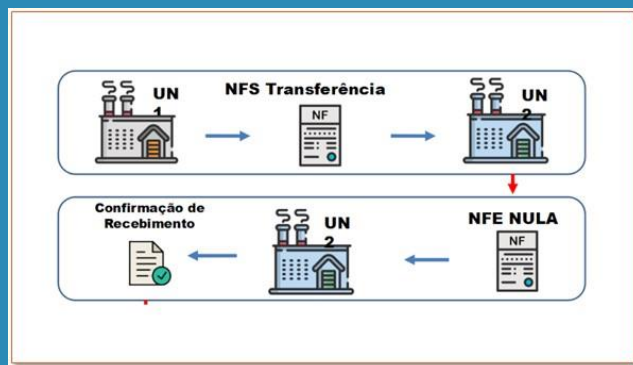 UN
1
NFS Transferência
NF
UN
2
Confirmação de
Recebimento
UN
2
NFE NULA
NF